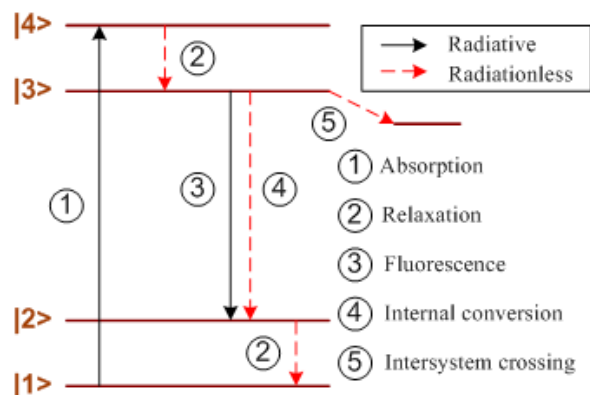 |4>
|3>
|2>
|1>
②
⑤
①
③
④
②
Radiative
Radiationless
① Absorption
② Relaxation
③ Fluorescence
④ Internal conversion
⑤ Intersystem crossing